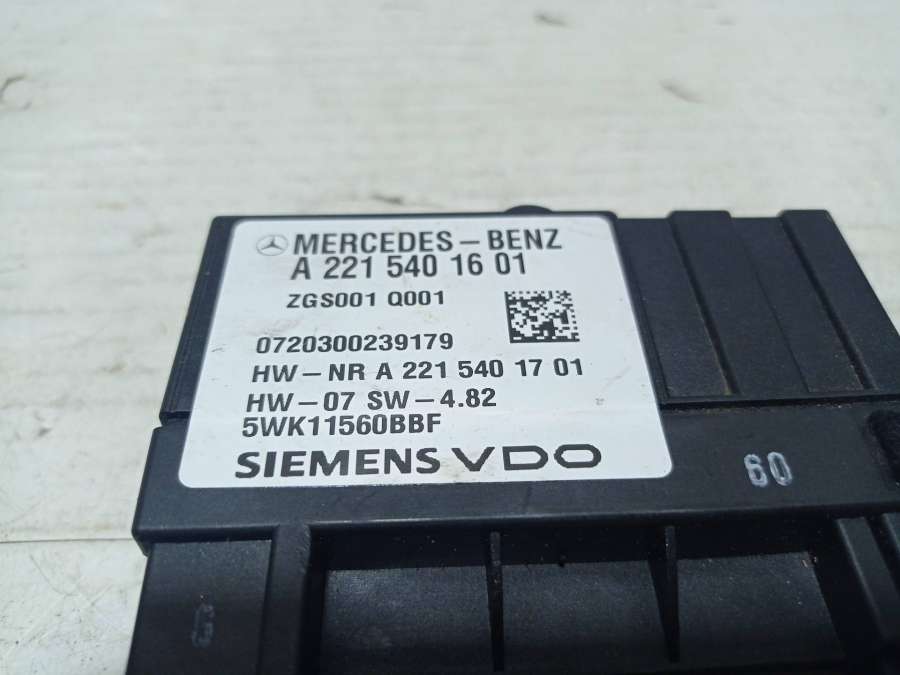 MERCEDES-BENZ
A 221 540 16 01
ZGS001 Q001
0720300239179
HW-NR A 221 540 17 01
HW-07 SW-4.82
5WK11560BBF
SIEMENS VDO
60